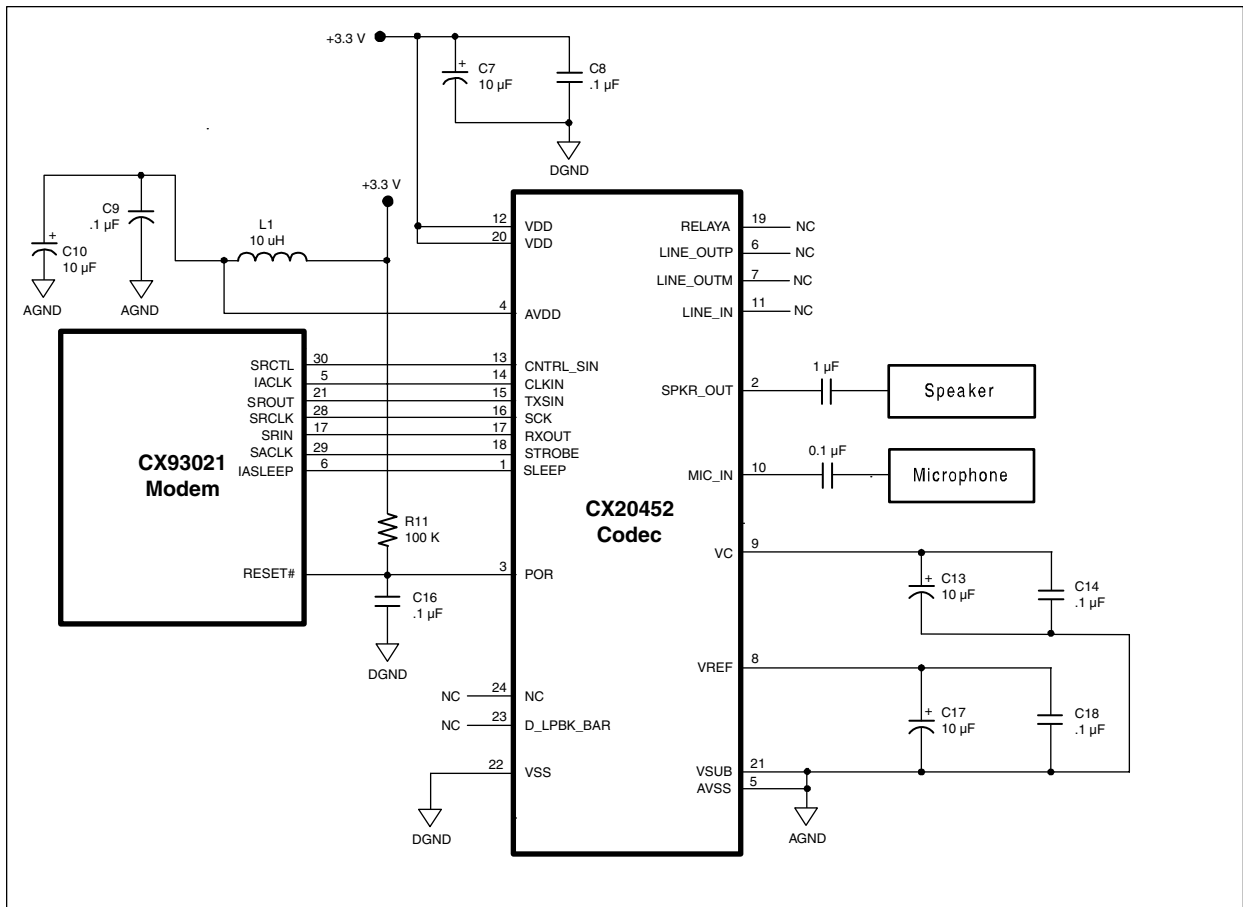 +3.3 V
C7
10 µF
C8
.1 µF
DGND
+3.3 V
C9
.1 µF
C10
10 µF
AGND
AGND
L1
10 uH
CX93021
Modem
SRCTL
IACLK
SROUT
SRCLK
SRIN
SACLK
IASLEEP
RESET#
30
5
21
28
17
29
6
R11
100 K
C16
.1 µF
DGND
12
20
4
13
14
15
16
17
18
1
3
24
23
22
NC
NC
DGND
VDD
VDD
AVDD
CNTRL_SIN
CLKIN
TXSIN
SCK
RXOUT
STROBE
SLEEP
POR
NC
D_LPBK_BAR
VSS
CX20452
Codec
RELAYA
LINE_OUTP
LINE_OUTM
LINE_IN
SPKR_OUT
MIC_IN
VC
VREF
VSUB
AVSS
19
NC
6
NC
7
NC
11
NC
2
1 µF
Speaker
10
0.1 µF
Microphone
9
C13
10 µF
C14
.1 µF
8
C17
10 µF
C18
.1 µF
21
5
AGND